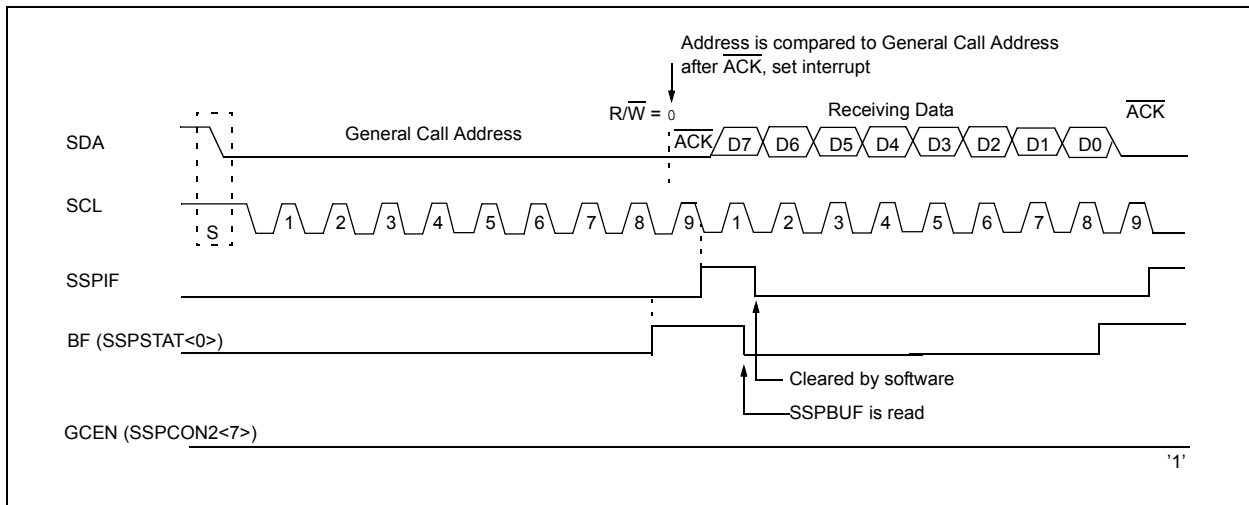 Address is compared to General Call Address
after ACK, set interrupt
R/W = 0
Receiving Data
ACK
SDA
General Call Address
ACK D7 D6 D5 D4 D3 D2 D1 D0
SCL
S
1 2 3 4 5 6 7 8 9 1 2 3 4 5 6 7 8 9
SSPIF
BF (SSPSTAT<0>)
Cleared by software
SSPBUF is read
GCEN (SSPCON2<7>)
'1'